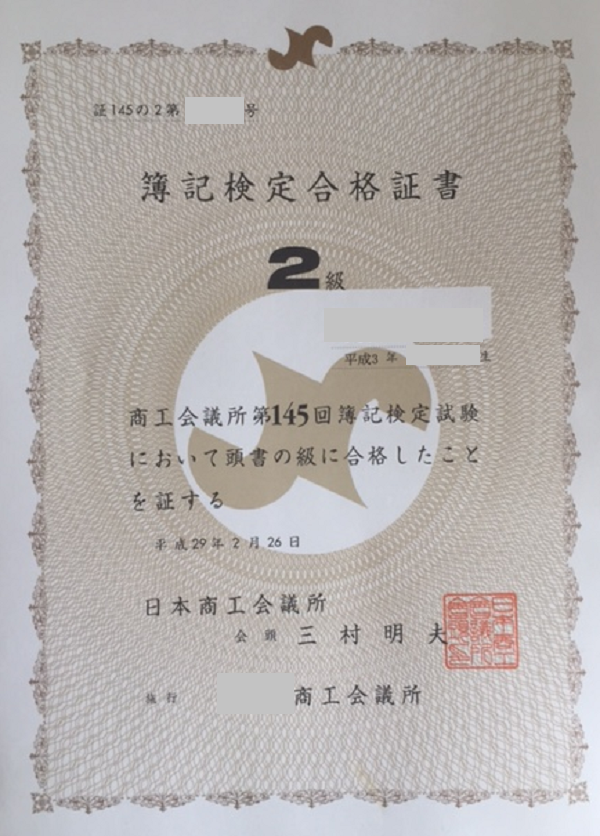 証145の2第 号
簿記検定合格証書
2級
平成3年 生
商工会議所第145回簿記検定試験
において頭書の級に合格したこと
を証する
平成29年2月26日
日本商工会議所
会頭 三村明夫
施行 商工会議所